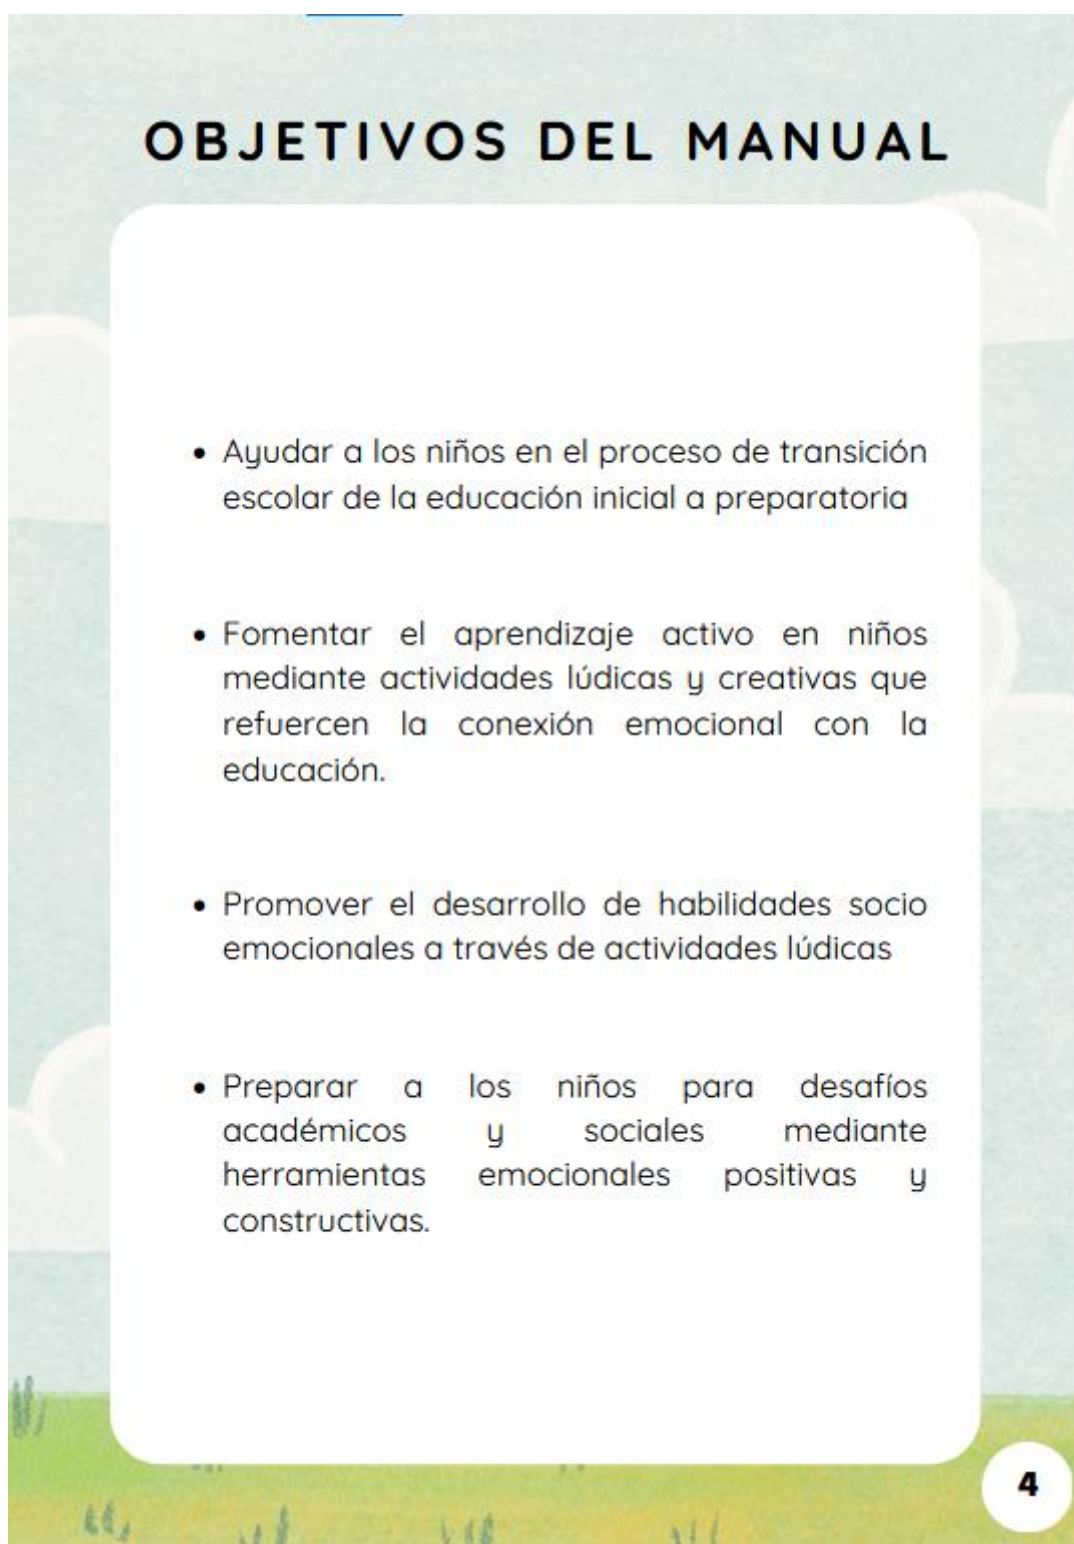 OBJETIVOS DEL MANUAL
• Ayudar a los niños en el proceso de transición
escolar de la educación inicial a preparatoria
• Fomentar el aprendizaje activo en niños
mediante actividades lúdicas y creativas que
refuercen la conexión emocional con la
educación.
• Promover el desarrollo de habilidades socio
emocionales a través de actividades lúdicas
• Preparar a los niños para desafíos
académicos y sociales mediante
herramientas emocionales positivas y
constructivas.
4